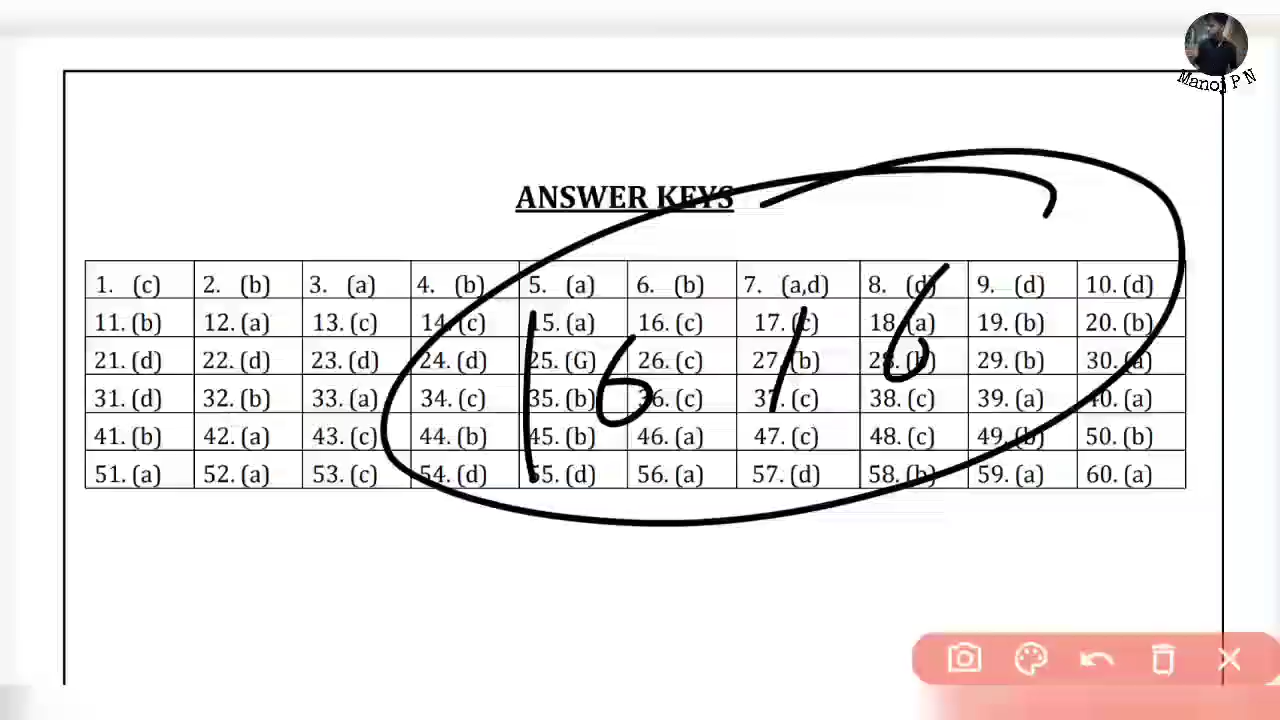 Manoj P N
ANSWER KEYS
1. (c) 2. (b) 3. (a) 4. (b) 5. (a) 6. (b) 7. (a,d) 8. (d) 9. (d) 10. (d)
11. (b) 12. (a) 13. (c) 14. (c) 15. (a) 16. (c) 17. (c) 18. (a) 19. (b) 20. (b)
21. (d) 22. (d) 23. (d) 24. (d) 25. (G) 26. (c) 27. (b) 28. (b) 29. (b) 30. (a)
31. (d) 32. (b) 33. (a) 34. (c) 35. (b) 36. (c) 37. (c) 38. (c) 39. (a) 40. (a)
41. (b) 42. (a) 43. (c) 44. (b) 45. (b) 46. (a) 47. (c) 48. (c) 49. (b) 50. (b)
51. (a) 52. (a) 53. (c) 54. (d) 55. (d) 56. (a) 57. (d) 58. (b) 59. (a) 60. (a)
16 16